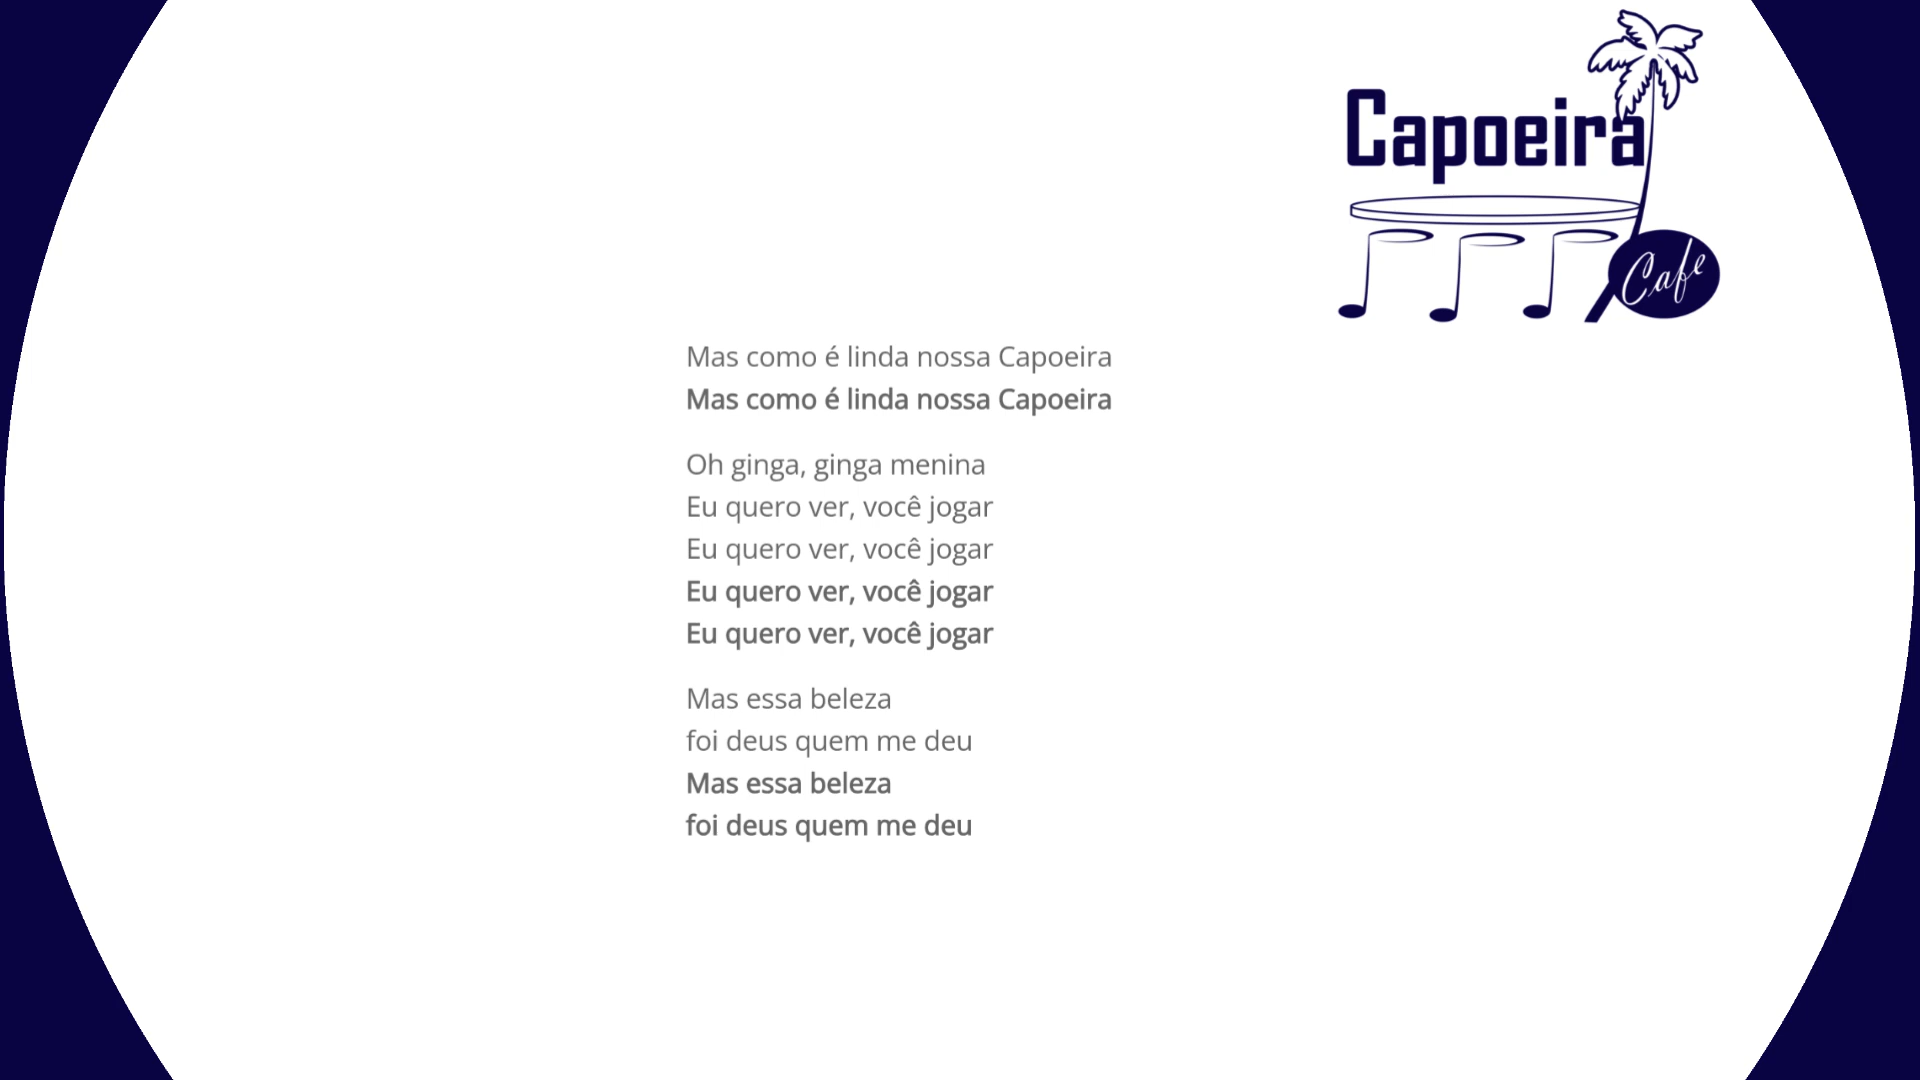 Capoeira
Cafe
Mas como é linda nossa Capoeira
Mas como é linda nossa Capoeira
Oh ginga, ginga menina
Eu quero ver, você jogar
Eu quero ver, você jogar
Eu quero ver, você jogar
Eu quero ver, você jogar
Mas essa beleza
foi deus quem me deu
Mas essa beleza
foi deus quem me deu